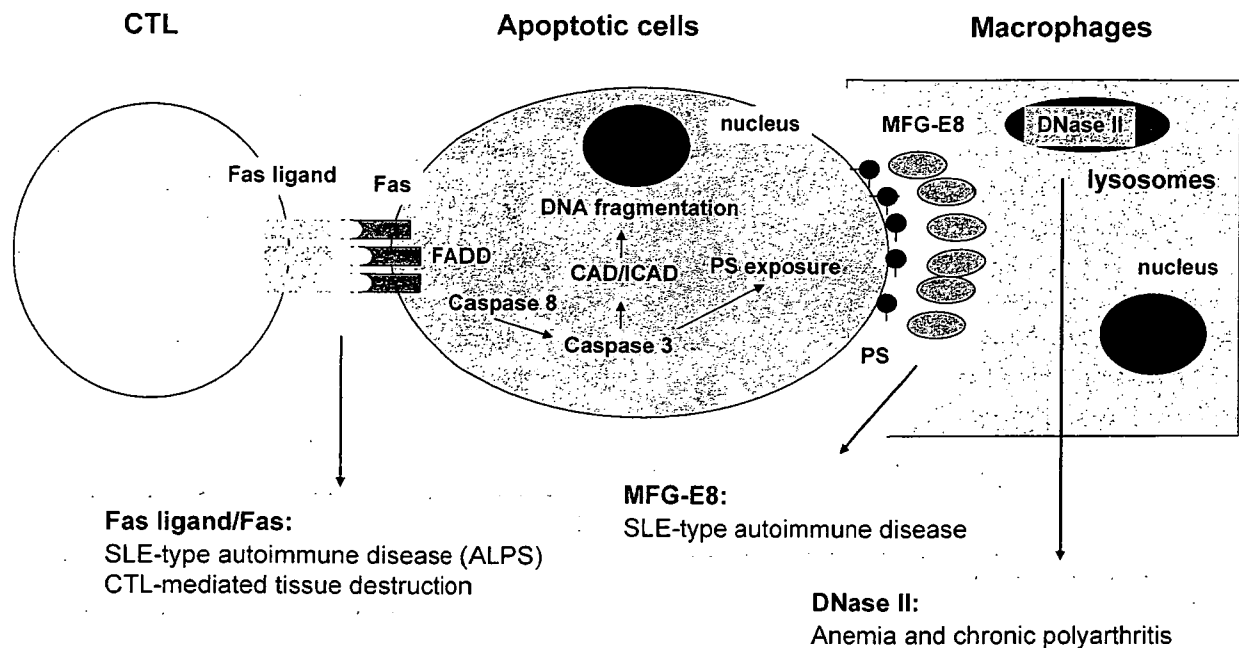 CTL
Apoptotic cells
Macrophages
nucleus
MFG-E8
DNase II
Fas ligand
Fas
lysosomes
DNA fragmentation
FADD
CAD/ICAD
PS exposure
nucleus
Caspase 8
Caspase 3
PS
Fas ligand/Fas:
SLE-type autoimmune disease (ALPS)
CTL-mediated tissue destruction
MFG-E8:
SLE-type autoimmune disease
DNase II:
Anemia and chronic polyarthritis